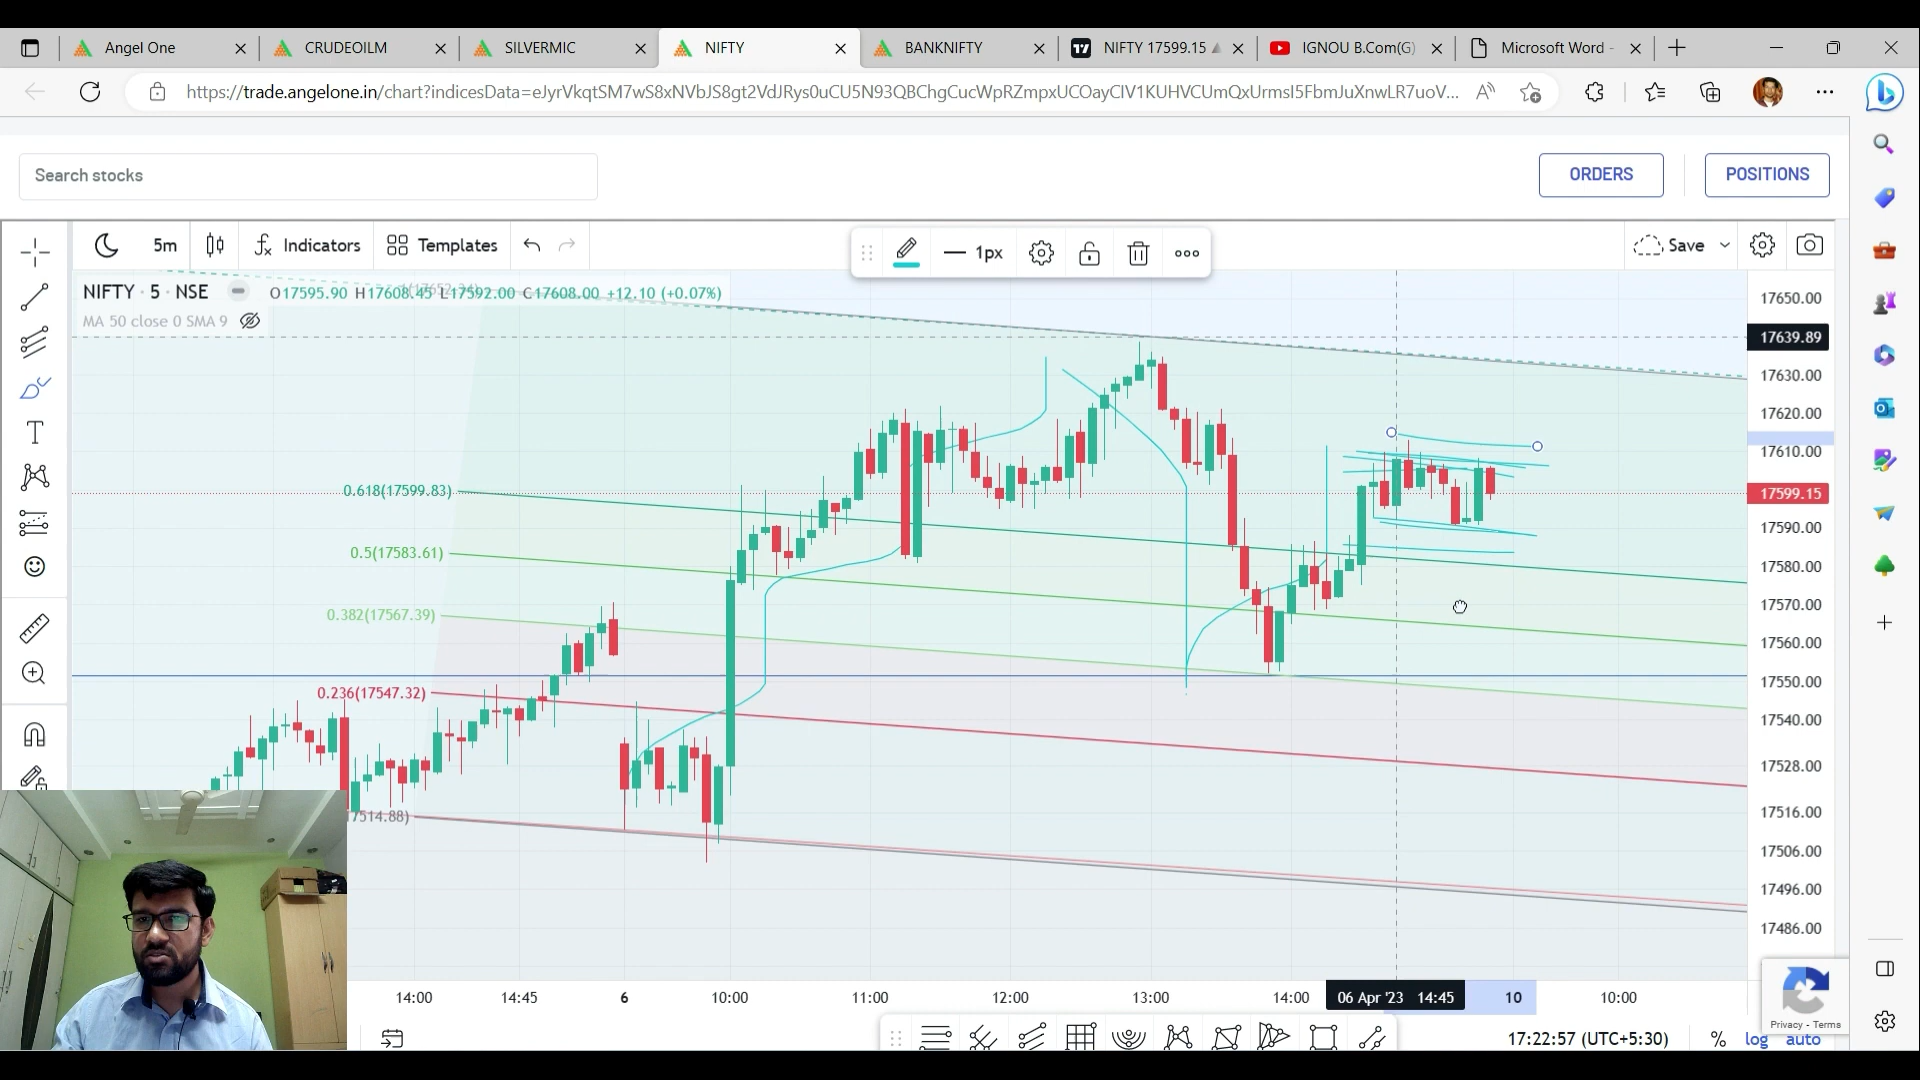 Angel One
CRUDEOILM
SILVERMIC
NIFTY
BANKNIFTY
NIFTY 17599.15
IGNOU B.Com(G)
Microsoft Word -
https://trade.angelone.in/chart?indicesData=eJyrVkqtSM7wS8xNVbJS8gt2VdJRys0uCU5N93QBChgCucWpRZmpxUCOayCIV1KUHVCUmQxUrmsI5FbmJuXnwLR7uoV...
Search stocks
ORDERS
POSITIONS
5m
Indicators
Templates
1px
Save
NIFTY · 5 · NSE
O17595.90 H17608.45 L17592.00 C17608.00 +12.10 (+0.07%)
MA 50 close 0 SMA 9
17650.00
17639.89
17630.00
17620.00
17610.00
0.618(17599.83)
17599.15
17590.00
0.5(17583.61)
17580.00
0.382(17567.39)
17570.00
17560.00
17550.00
0.236(17547.32)
17540.00
17528.00
17516.00
17514.88)
17506.00
17496.00
17486.00
14:00
14:45
6
10:00
11:00
12:00
13:00
14:00
06 Apr '23 14:45
10
10:00
Privacy - Terms
17:22:57 (UTC+5:30)
%
log
auto